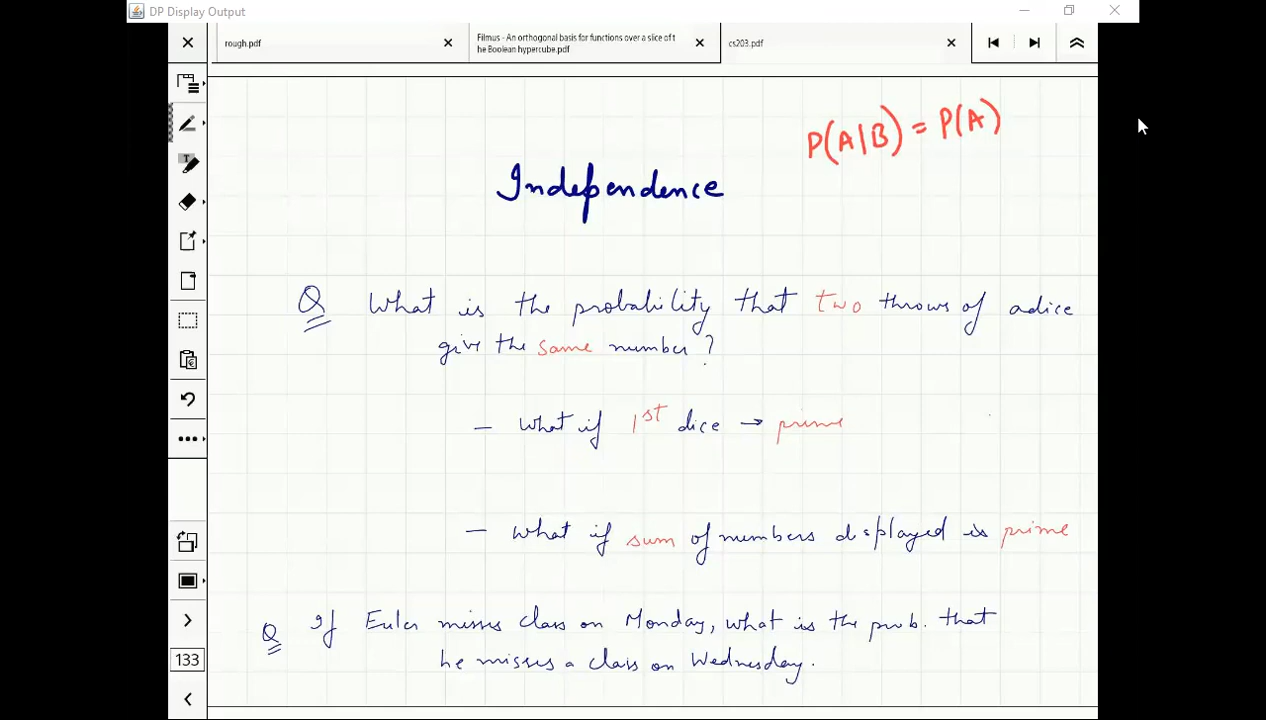 DP Display Output
rough.pdf
Filmus - An orthogonal basis for functions over a slice of t
he Boolean hypercube.pdf
cs203.pdf
P(A|B) = P(A)
Independence
Q What is the probability that two throws of a dice
give the same number?
- What if 1st dice → prime
- What if sum of numbers displayed is prime
Q If Euler misses class on Monday, what is the prob. that
he misses a class on Wednesday.
133